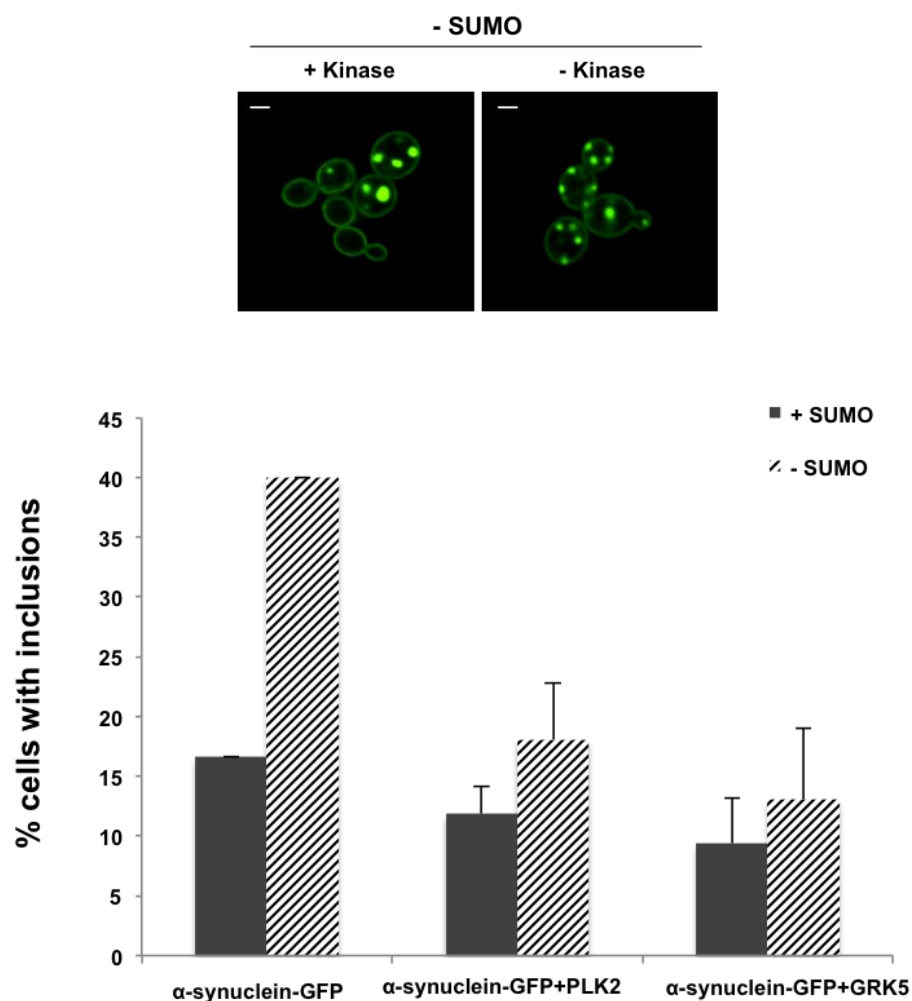 - SUMO
+ Kinase - Kinase
+ SUMO
- SUMO
% cells with inclusions
45
40
35
30
25
20
15
10
5
0
α-synuclein-GFP α-synuclein-GFP+PLK2 α-synuclein-GFP+GRK5